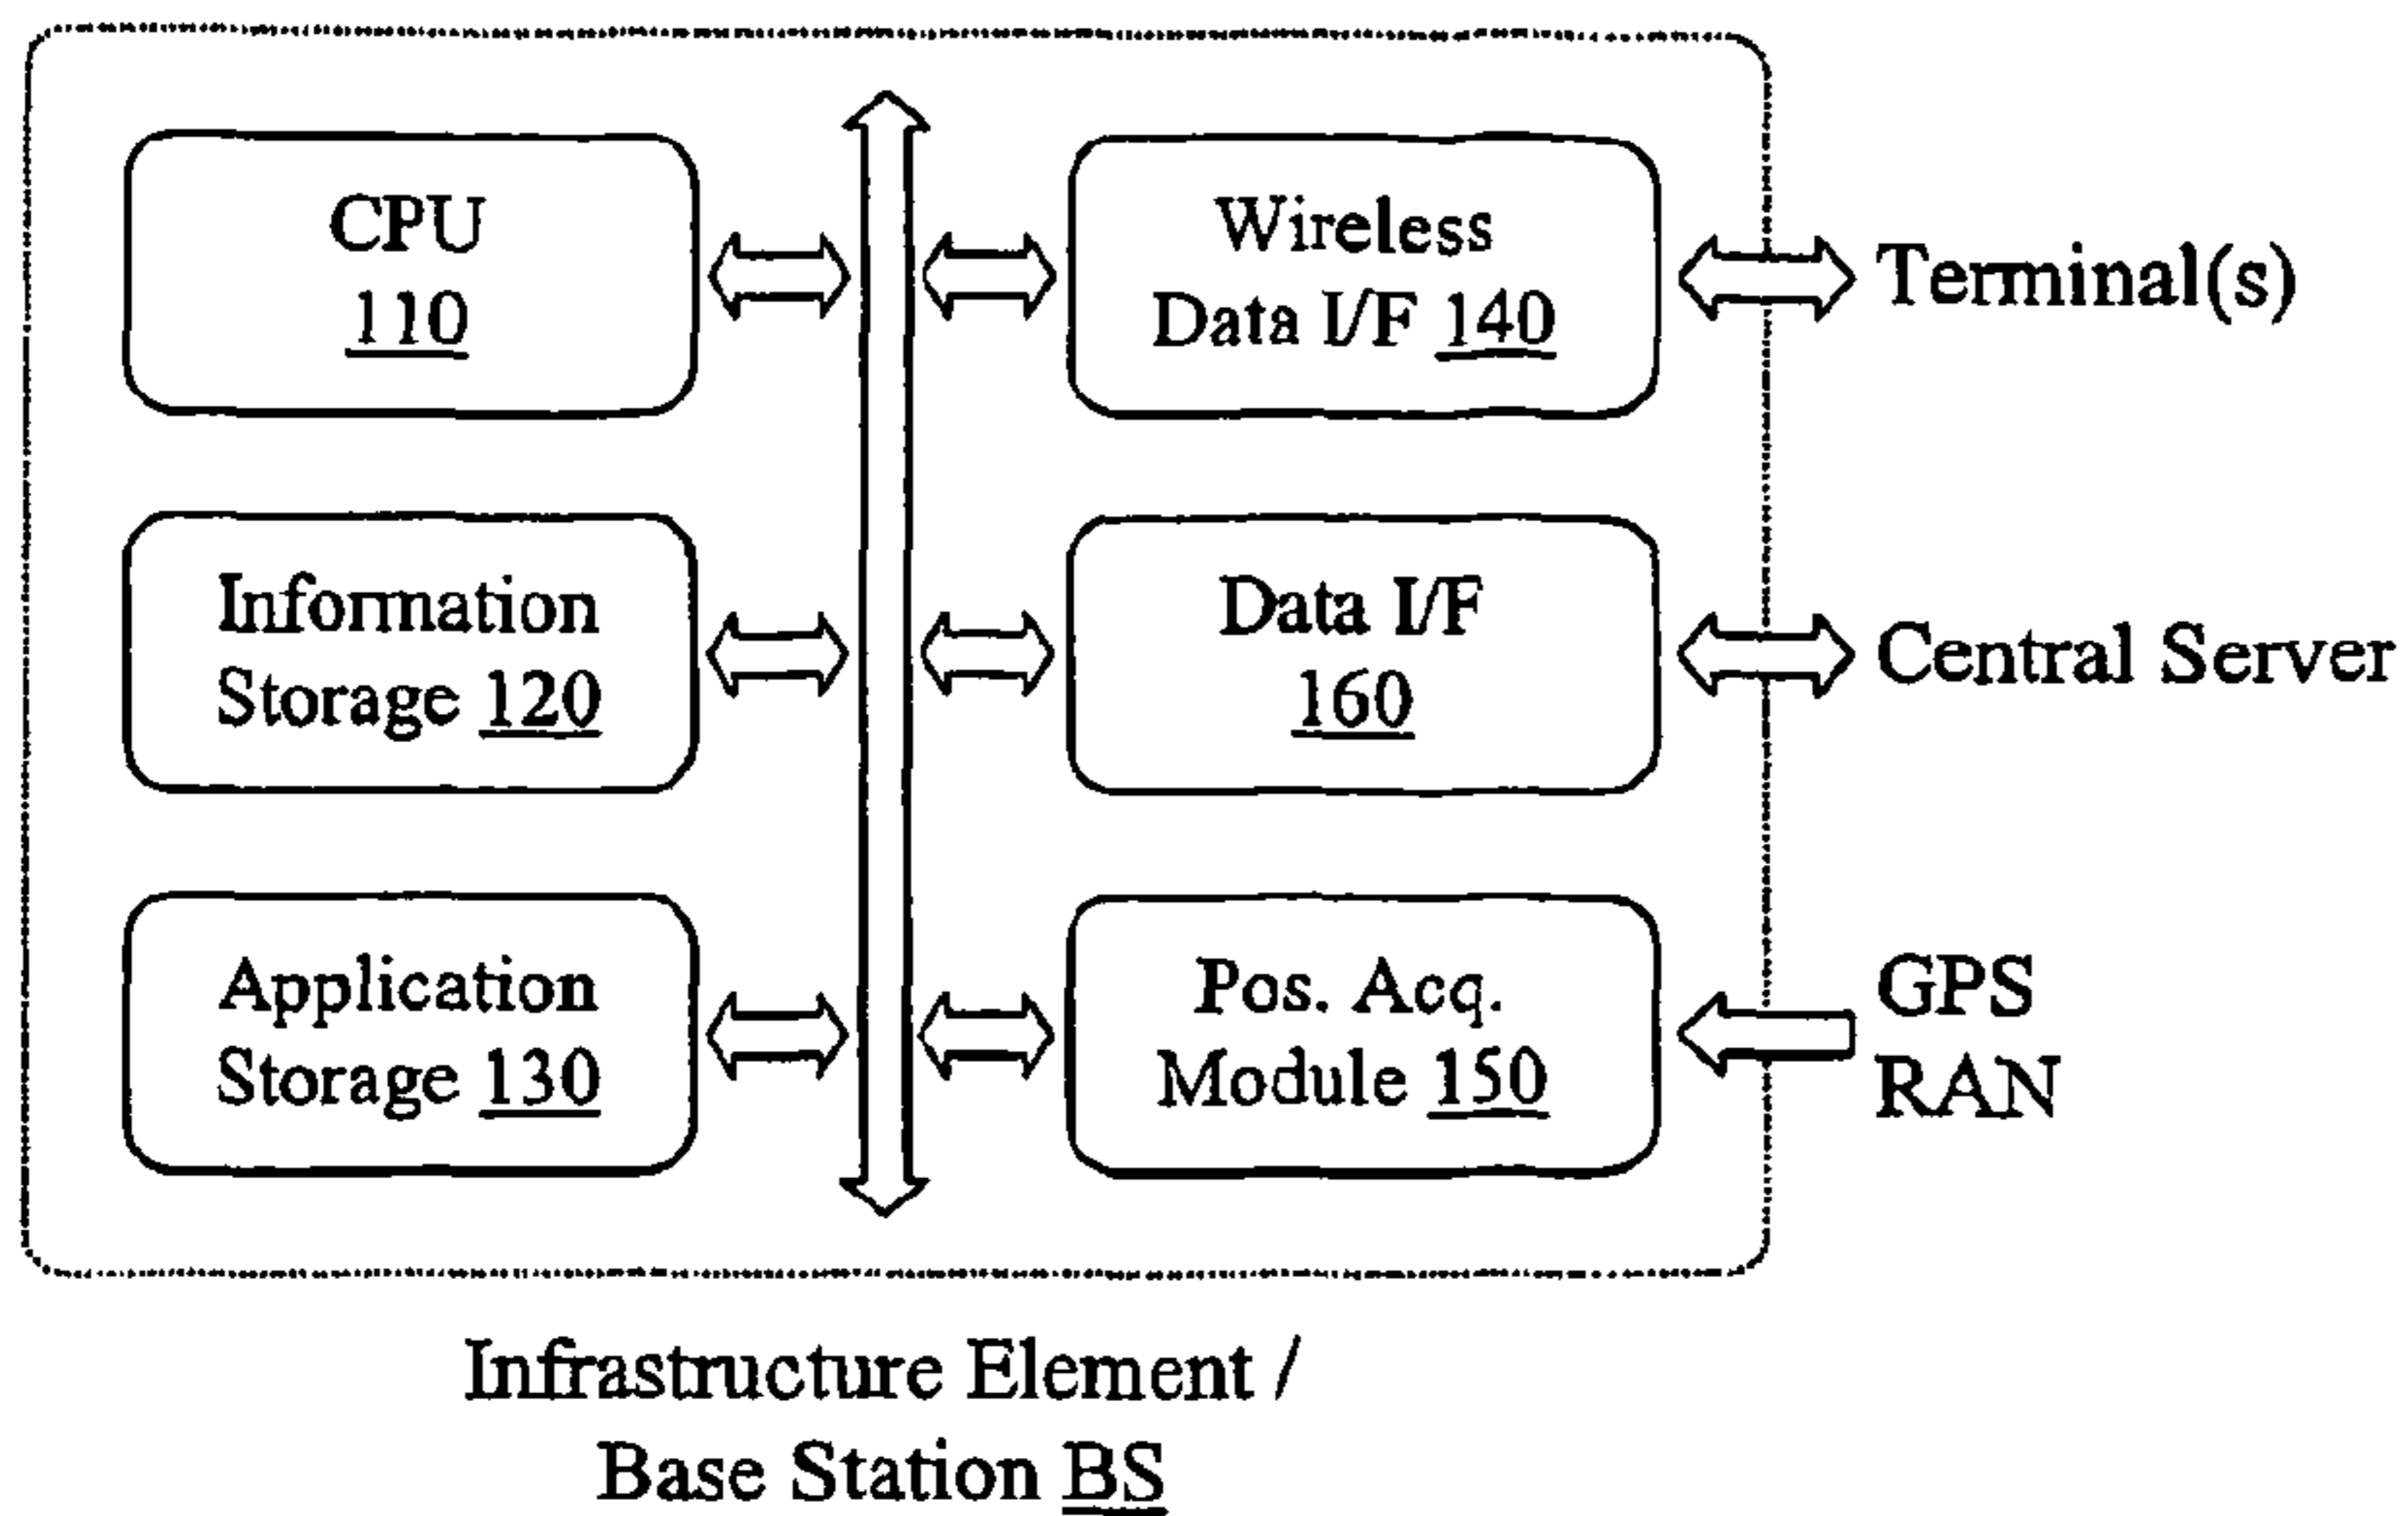 CPU
110
Wireless
Data I/F 140
Terminal(s)
Information
Storage 120
Data I/F
160
Central Server
Application
Storage 130
Pos. Acq.
Module 150
GPS
RAN
Infrastructure Element /
Base Station BS